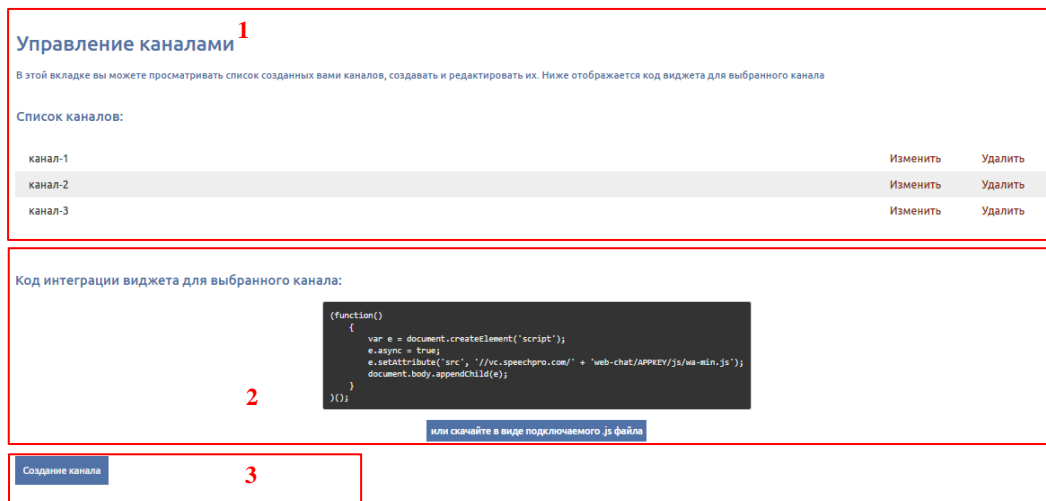 Управление каналами 1
В этой вкладке вы можете просматривать список созданных вами каналов, создавать и редактировать их. Ниже отображается код виджета для выбранного канала
Список каналов:
канал-1 Изменить Удалить
канал-2 Изменить Удалить
канал-3 Изменить Удалить
Код интеграции виджета для выбранного канала:
(function()
{
var e = document.createElement('script');
e.async = true;
e.setAttribute('src', '//vc.speechpro.com/' + 'web-chat/APPKEY/js/wa-min.js');
document.body.appendChild(e);
}
)();
2
или скачайте в виде подключаемого .js файла
Создание канала
3